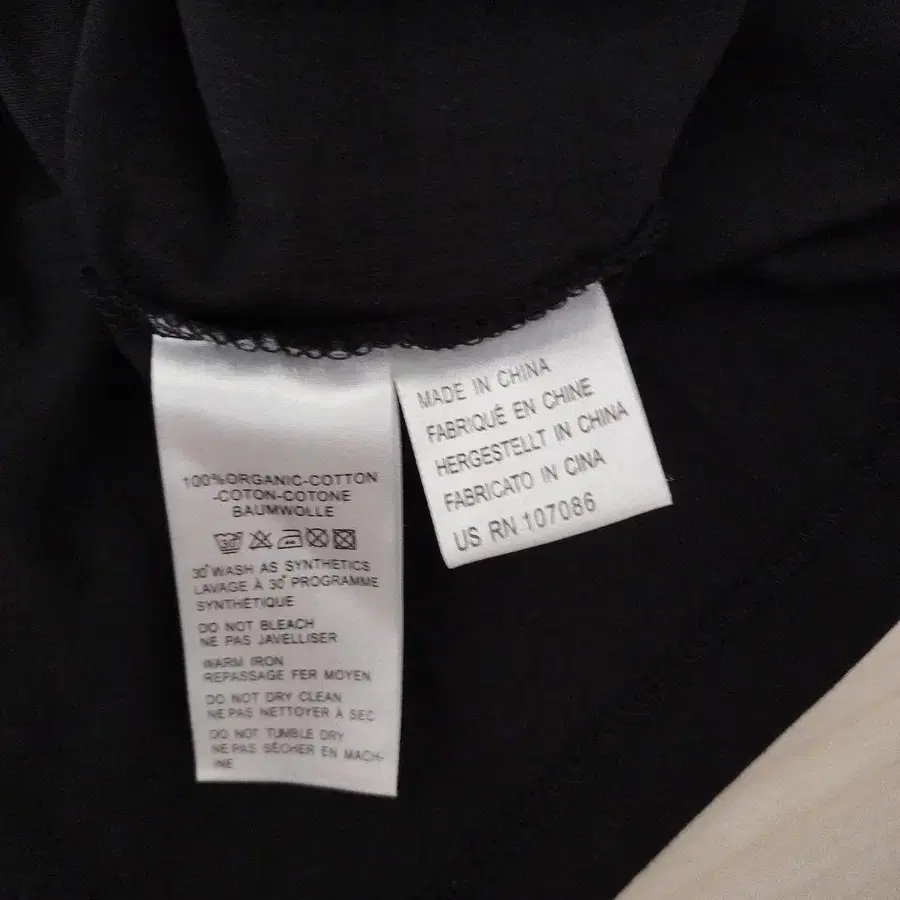 100%ORGANIC-COTTON
-COTON-COTONE
BAUMWOLLE
30° WASH AS SYNTHETICS
LAVAGE À 30° PROGRAMME
SYNTHÉTIQUE
DO NOT BLEACH
NE PAS JAVELLISER
WARM IRON
REPASSAGE FER MOYEN
DO NOT DRY CLEAN
NE PAS NETTOYER À SEC
DO NOT TUMBLE DRY
NE PAS SÉCHER EN MACH-
INE
MADE IN CHINA
FABRIQUÉ EN CHINE
HERGESTELLT IN CHINA
FABRICATO IN CINA
US RN 107086